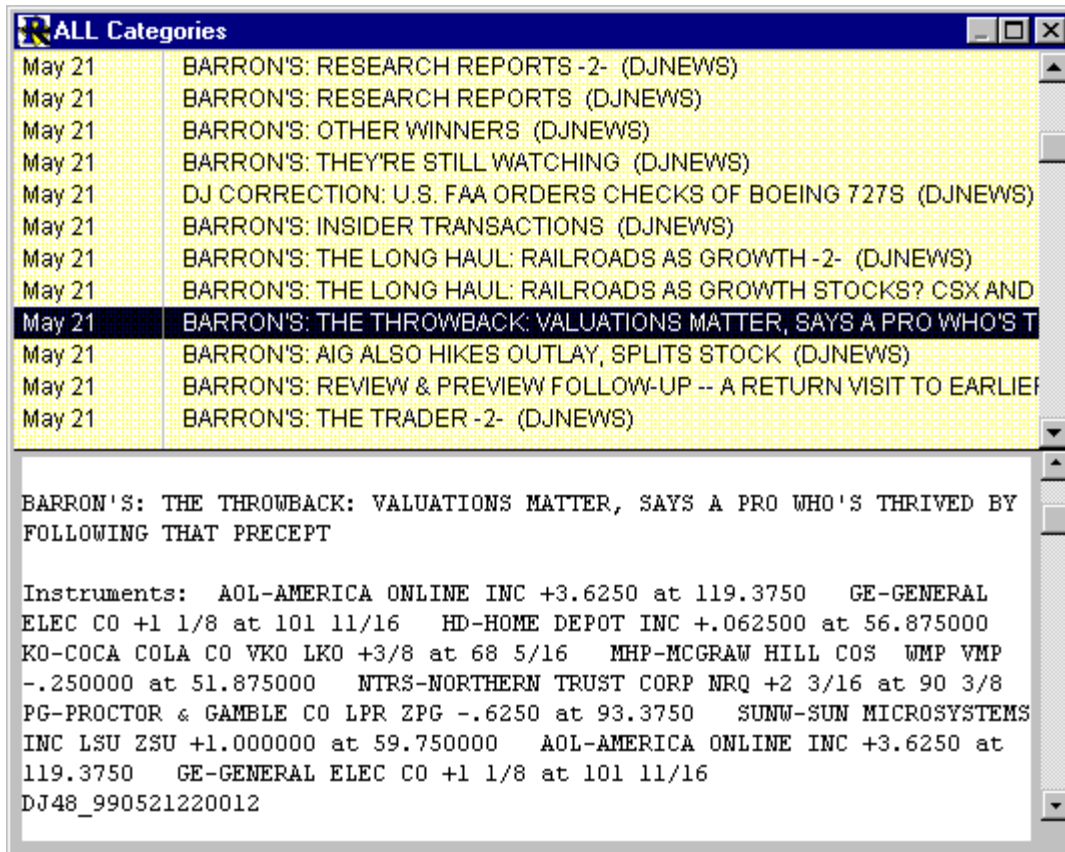 ALL Categories
May 21 BARRON'S: RESEARCH REPORTS -2- (DJNEWS)
May 21 BARRON'S: RESEARCH REPORTS (DJNEWS)
May 21 BARRON'S: OTHER WINNERS (DJNEWS)
May 21 BARRON'S: THEY'RE STILL WATCHING (DJNEWS)
May 21 DJ CORRECTION: U.S. FAA ORDERS CHECKS OF BOEING 727S (DJNEWS)
May 21 BARRON'S: INSIDER TRANSACTIONS (DJNEWS)
May 21 BARRON'S: THE LONG HAUL: RAILROADS AS GROWTH -2- (DJNEWS)
May 21 BARRON'S: THE LONG HAUL: RAILROADS AS GROWTH STOCKS? CSX AND
May 21 BARRON'S: THE THROWBACK: VALUATIONS MATTER, SAYS A PRO WHO'S T
May 21 BARRON'S: AIG ALSO HIKES OUTLAY, SPLITS STOCK (DJNEWS)
May 21 BARRON'S: REVIEW & PREVIEW FOLLOW-UP -- A RETURN VISIT TO EARLIER
May 21 BARRON'S: THE TRADER -2- (DJNEWS)
BARRON'S: THE THROWBACK: VALUATIONS MATTER, SAYS A PRO WHO'S THRIVED BY
FOLLOWING THAT PRECEPT
Instruments: AOL-AMERICA ONLINE INC +3.6250 at 119.3750 GE-GENERAL
ELEC CO +1 1/8 at 101 11/16 HD-HOME DEPOT INC +.062500 at 56.875000
KO-COCA COLA CO VKO LKO +3/8 at 68 5/16 MHP-MCGRAW HILL COS WMP VMP
-.250000 at 51.875000 NTRS-NORTHERN TRUST CORP NRQ +2 3/16 at 90 3/8
PG-PROCTOR & GAMBLE CO LPR ZPG -.6250 at 93.3750 SUNW-SUN MICROSYSTEMS
INC LSU ZSU +1.000000 at 59.750000 AOL-AMERICA ONLINE INC +3.6250 at
119.3750 GE-GENERAL ELEC CO +1 1/8 at 101 11/16
DJ48_990521220012